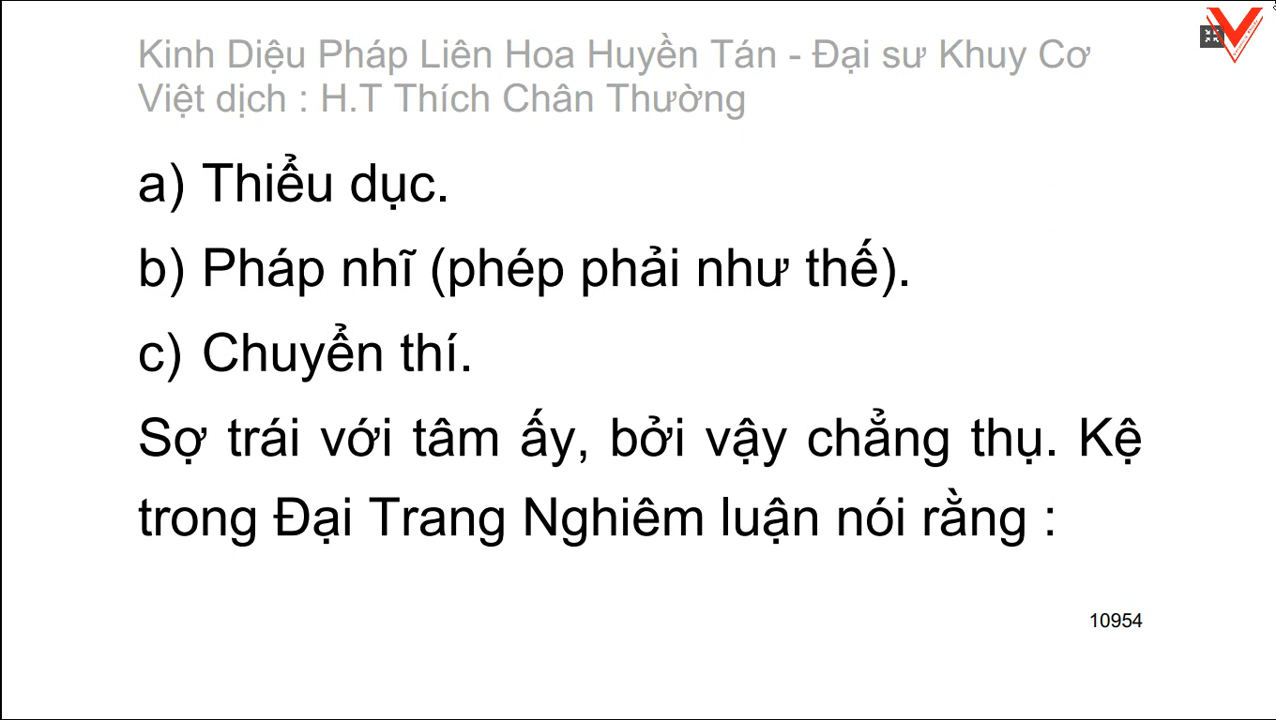 Kinh Diệu Pháp Liên Hoa Huyền Tán - Đại sư Khuy Cơ
Việt dịch : H.T Thích Chân Thường
a) Thiểu dục.
b) Pháp nhĩ (phép phải như thế).
c) Chuyển thí.
Sợ trái với tâm ấy, bởi vậy chẳng thụ. Kệ
trong Đại Trang Nghiêm luận nói rằng :
10954